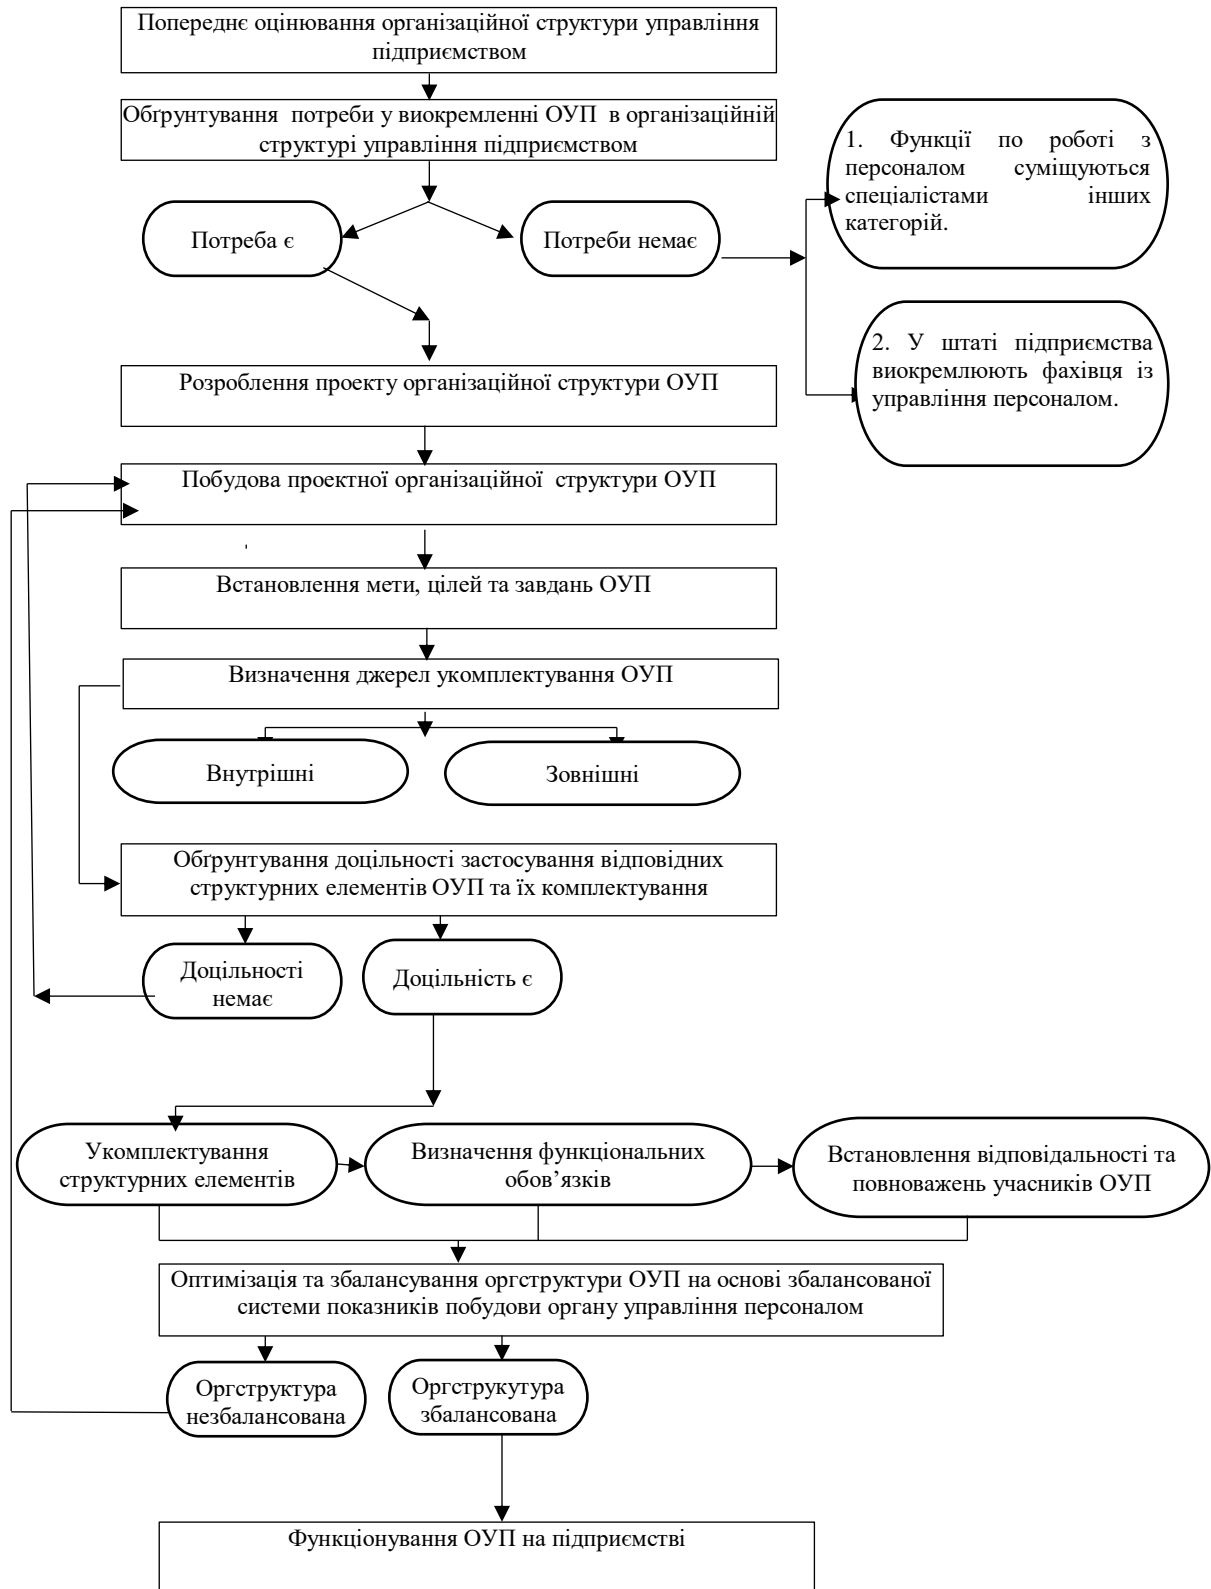 Попереднє оцінювання організаційної структури управління
підприємством
Обґрунтування потреби у виокремленні ОУП в організаційній
структурі управління підприємством
1. Функції по роботі з
персоналом суміщуються
спеціалістами інших
категорій.
Потреба є
Потреби немає
2. У штаті підприємства
виокремлюють фахівця із
управління персоналом.
Розроблення проекту організаційної структури ОУП
Побудова проектної організаційної структури ОУП
Встановлення мети, цілей та завдань ОУП
Визначення джерел укомплектування ОУП
Внутрішні
Зовнішні
Обґрунтування доцільності застосування відповідних
структурних елементів ОУП та їх комплектування
Доцільності
немає
Доцільність є
Укомплектування
структурних елементів
Визначення функціональних
обов’язків
Встановлення відповідальності та
повноважень учасників ОУП
Оптимізація та збалансування оргструктури ОУП на основі збалансованої
системи показників побудови органу управління персоналом
Оргструктура
незбалансована
Оргструкутура
збалансована
Функціонування ОУП на підприємстві